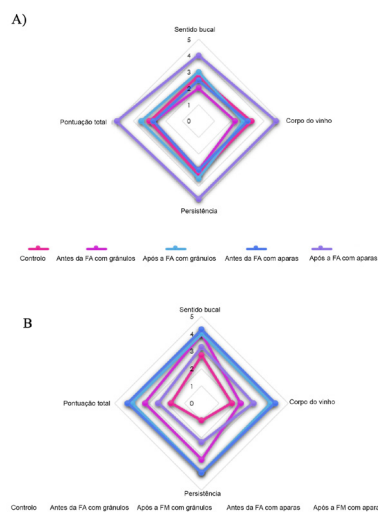 A)
Sentido bucal
5
4
3
2
1
0
Pontuação total
Corpo do vinho
Persistência
Controlo Antes da FA com grânulos Após a FA com grânulos Antes da FA com aparas Após a FA com aparas
B
Sentido bucal
5
4
3
2
1
0
Pontuação total
Corpo do vinho
Persistência
Controlo Antes da FA com grânulos Após a FM com grânulos Antes da FA com aparas Após a FM com aparas